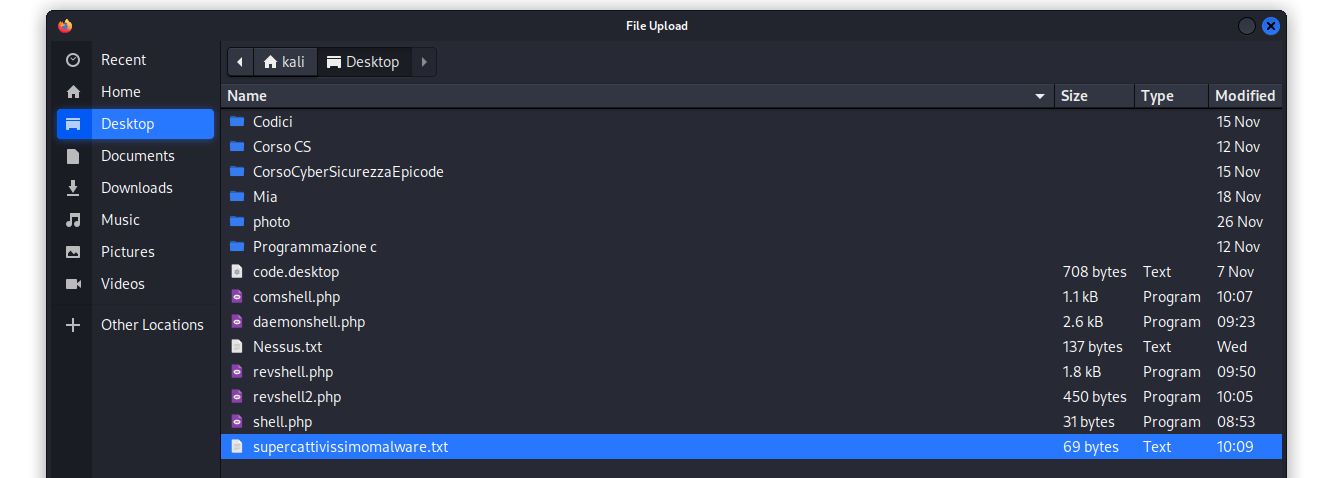 File Upload
Recent
Home
Desktop
Documents
Downloads
Music
Pictures
Videos
Other Locations
kali Desktop
Name Size Type Modified
Codici 15 Nov
Corso CS 12 Nov
CorsoCyberSicurezzaEpicode 15 Nov
Mia 18 Nov
photo 26 Nov
Programmazione c 12 Nov
code.desktop 708 bytes Text 7 Nov
comshell.php 1.1 kB Program 10:07
daemonshell.php 2.6 kB Program 09:23
Nessus.txt 137 bytes Text Wed
revshell.php 1.8 kB Program 09:50
revshell2.php 450 bytes Program 10:05
shell.php 31 bytes Program 08:53
supercattivissimomalware.txt 69 bytes Text 10:09